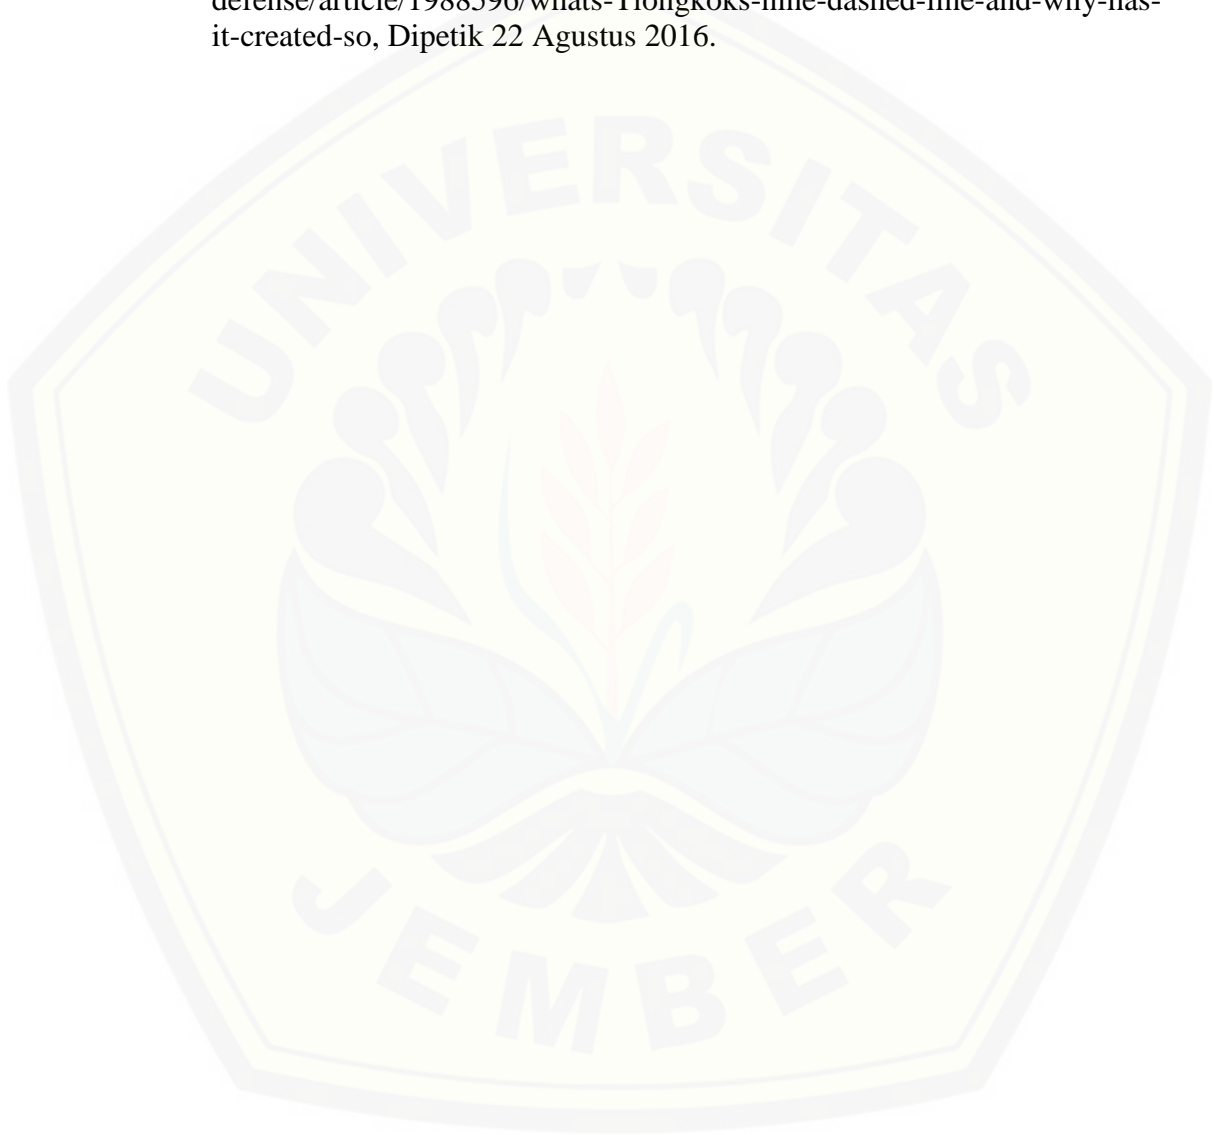 defense/article/1988596/whats-Tiongkoks-nine-dashed-line-and-why-has-
it-created-so, Dipetik 22 Agustus 2016.
UNIVERSITAS
JEMBER